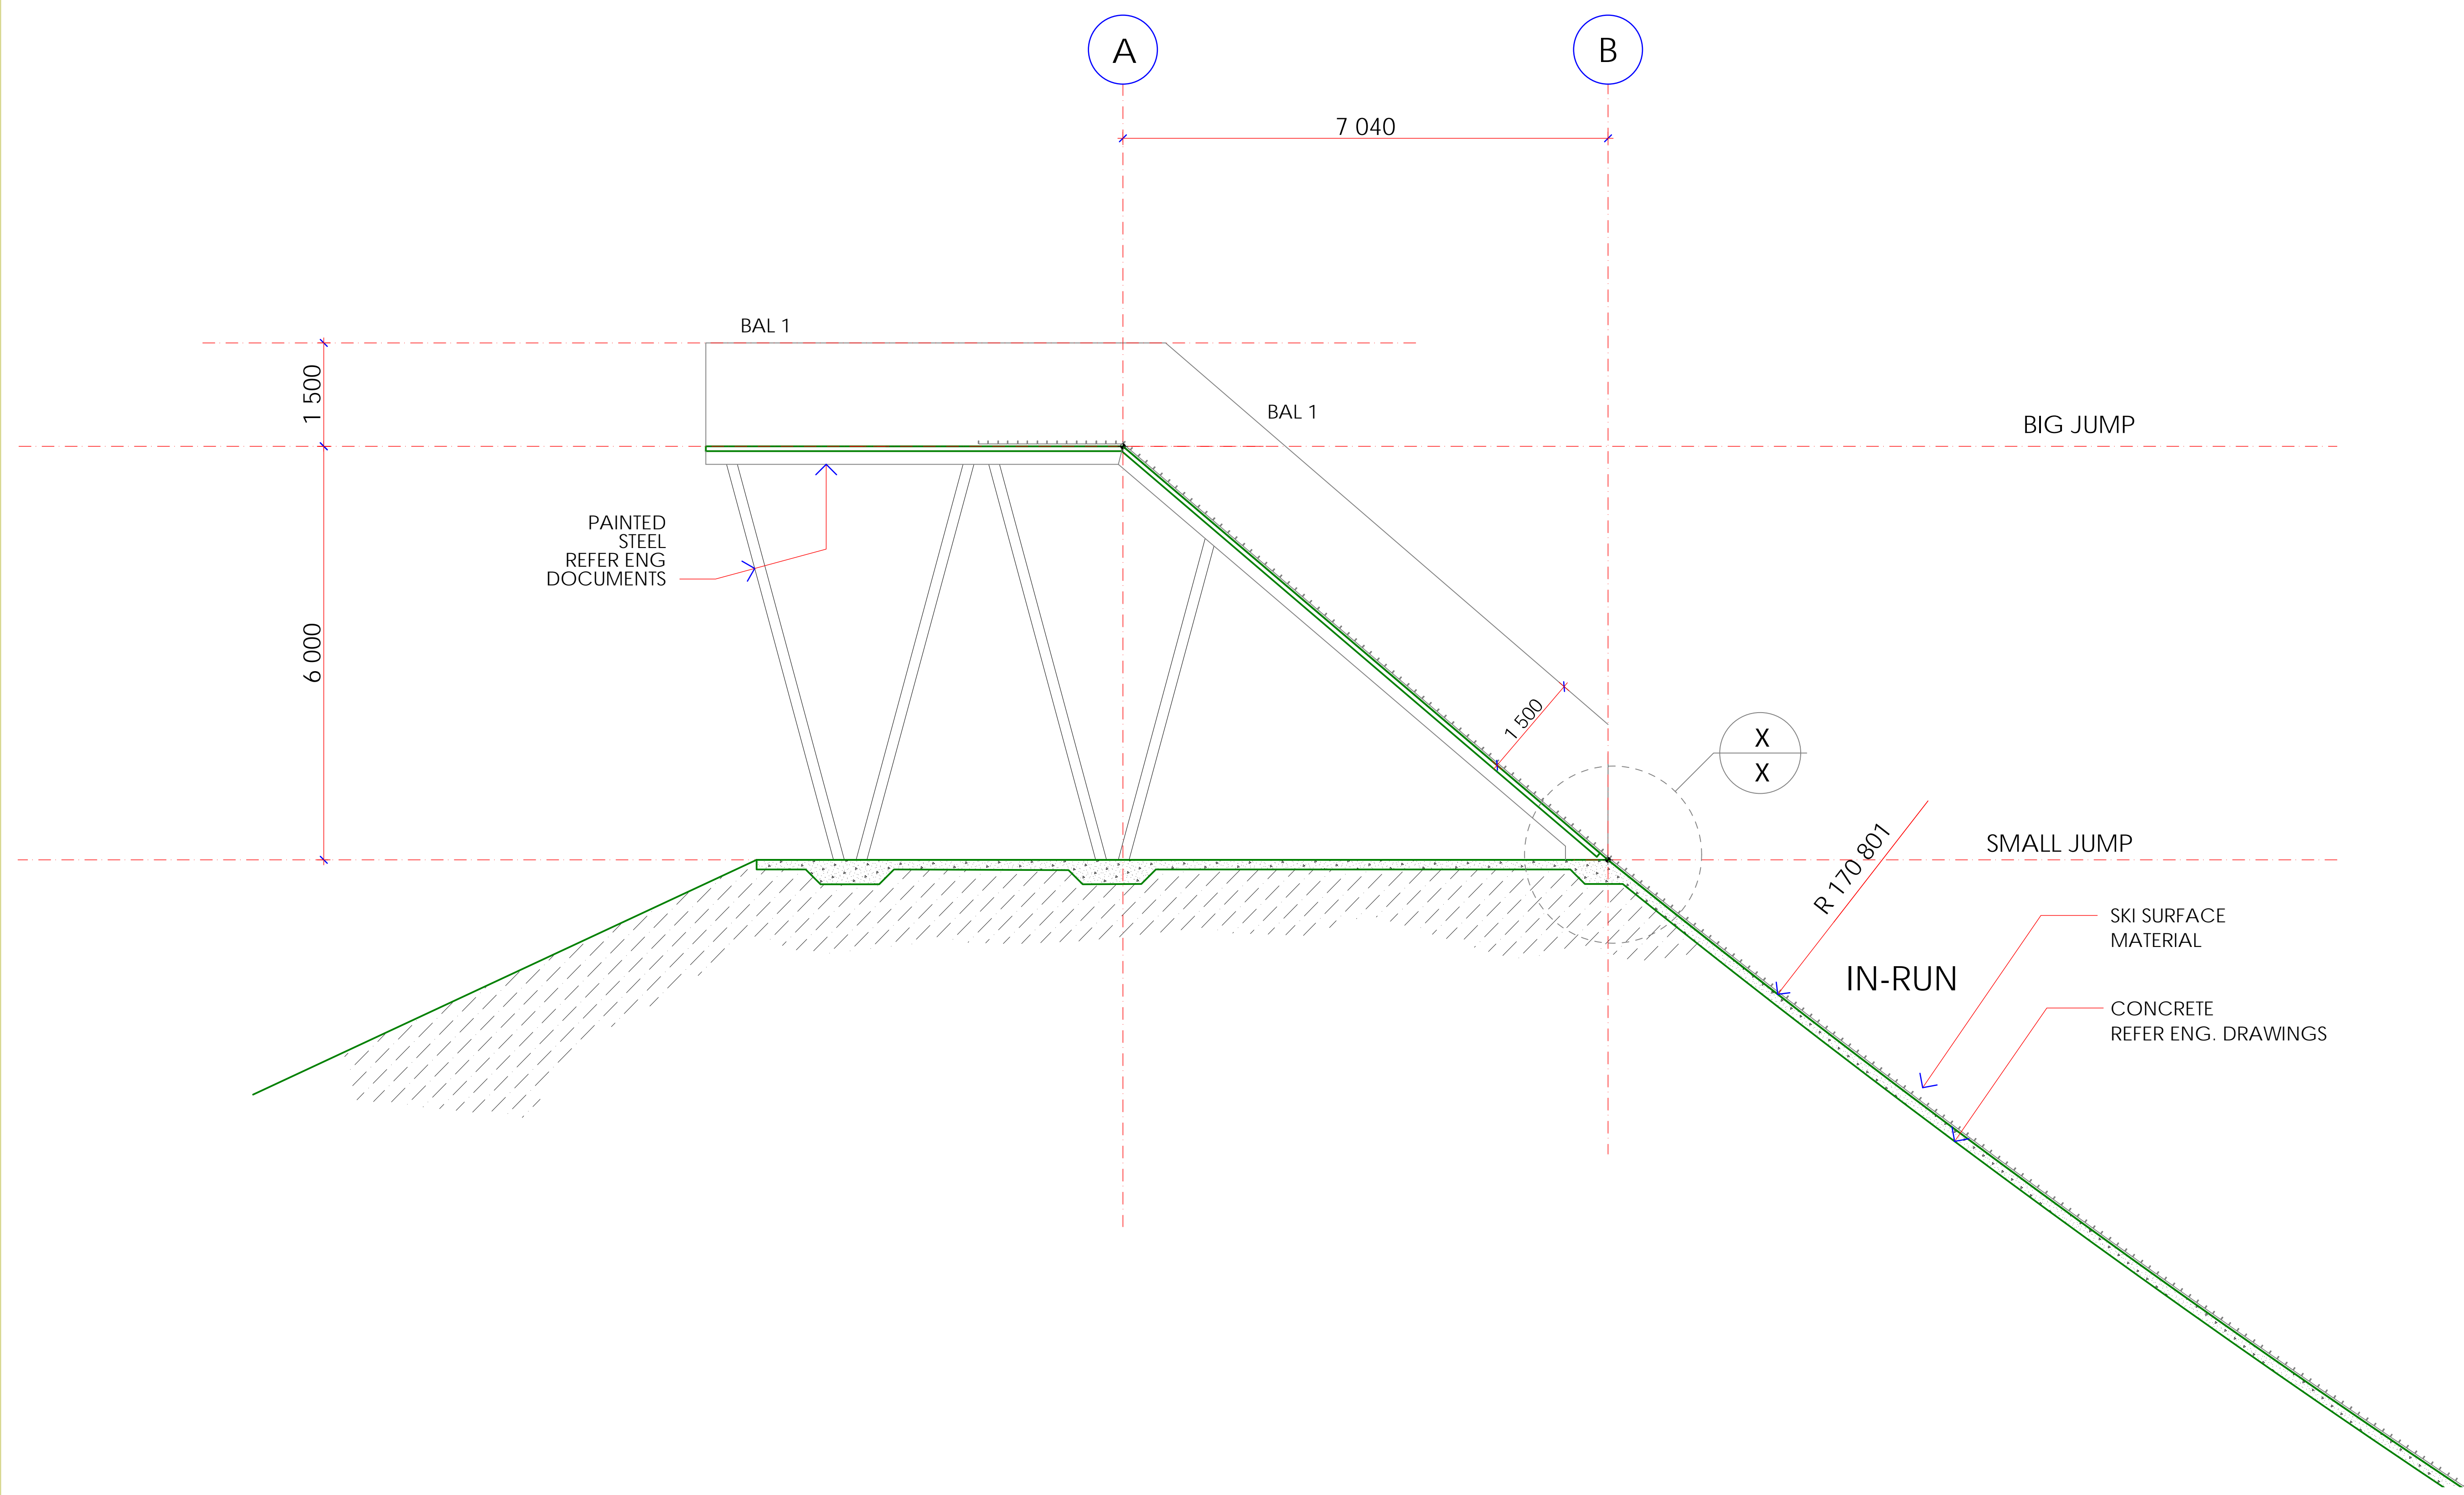 A
B
7 040
BAL 1
1 500
BAL 1
BIG JUMP
PAINTED
STEEL
REFER ENG
DOCUMENTS
6 000
1 500
X
X
R 170 801
SMALL JUMP
SKI SURFACE
MATERIAL
IN-RUN
CONCRETE
REFER ENG. DRAWINGS